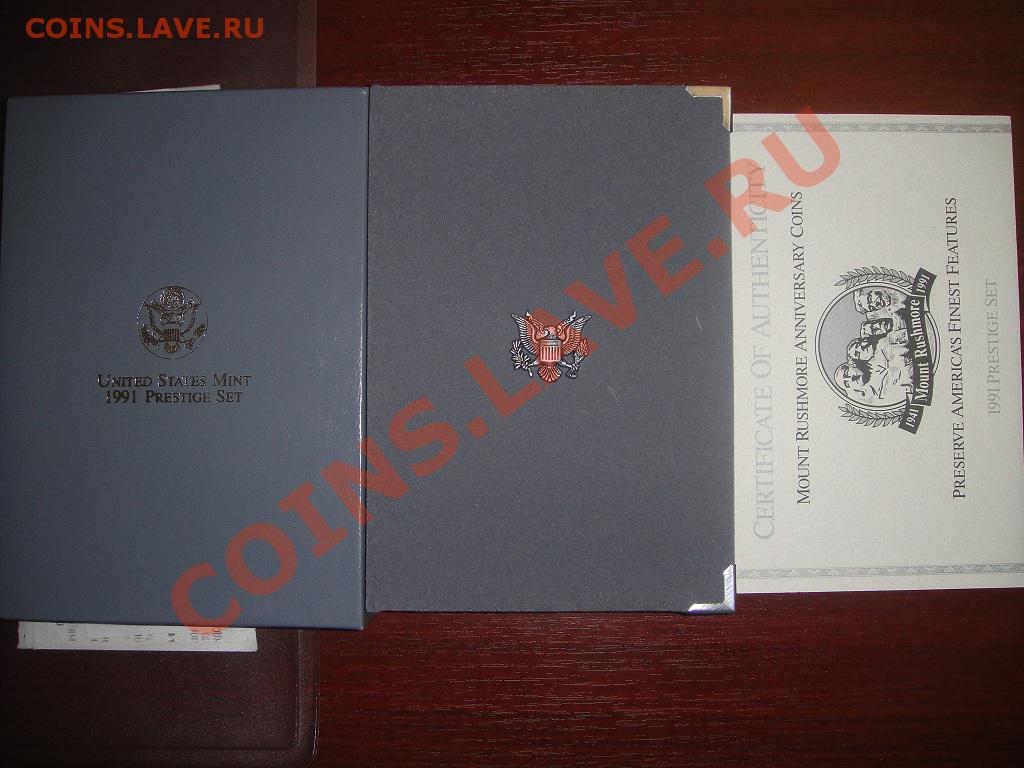 COINS.LAVE.RU
UNITED STATES MINT
1991 PRESTIGE SET
COINS.LAVE.RU
CERTIFICATE OF AUTHENTICITY
MOUNT RUSHMORE ANNIVERSARY COINS
1941 Mount Rushmore 1991
PRESERVE AMERICA'S FINEST FEATURES
1991 PRESTIGE SET